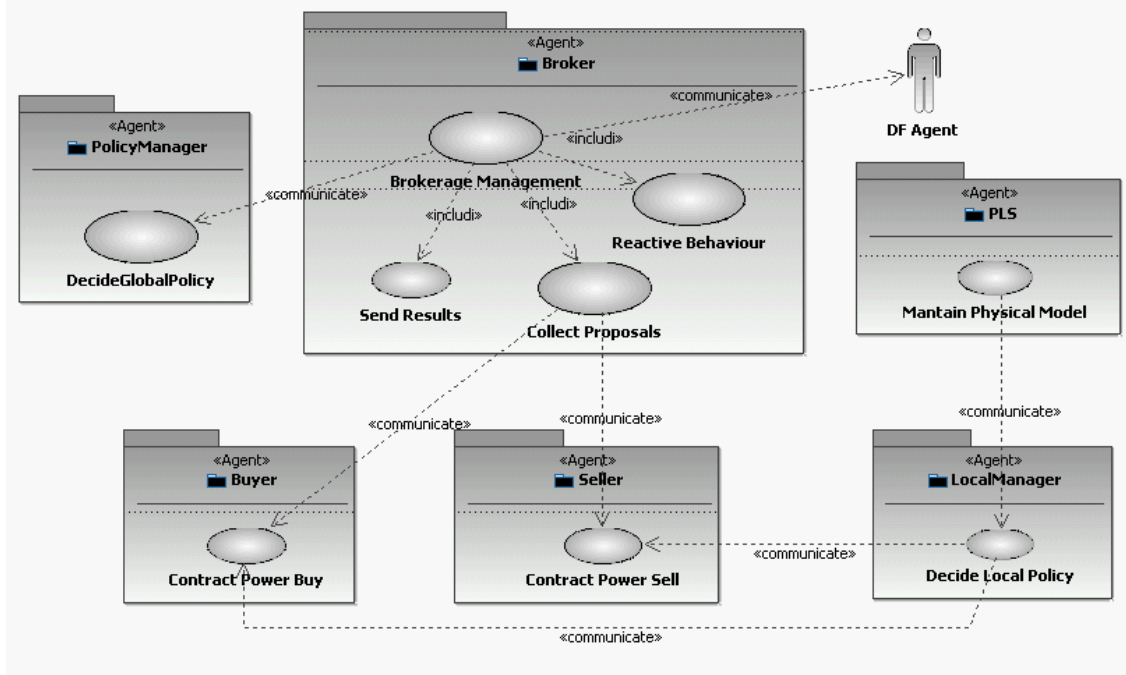 «Agent»
Broker
«communicate»
DF Agent
«Agent»
PolicyManager
«includi»
Brokerage Management
«communicate»
«includi»
«includi»
Reactive Behaviour
DecideGlobalPolicy
Send Results
Collect Proposals
«Agent»
PLS
Mantain Physical Model
«communicate»
«communicate»
«communicate»
«Agent»
Buyer
Contract Power Buy
«Agent»
Seller
Contract Power Sell
«communicate»
«Agent»
LocalManager
Decide Local Policy
«communicate»